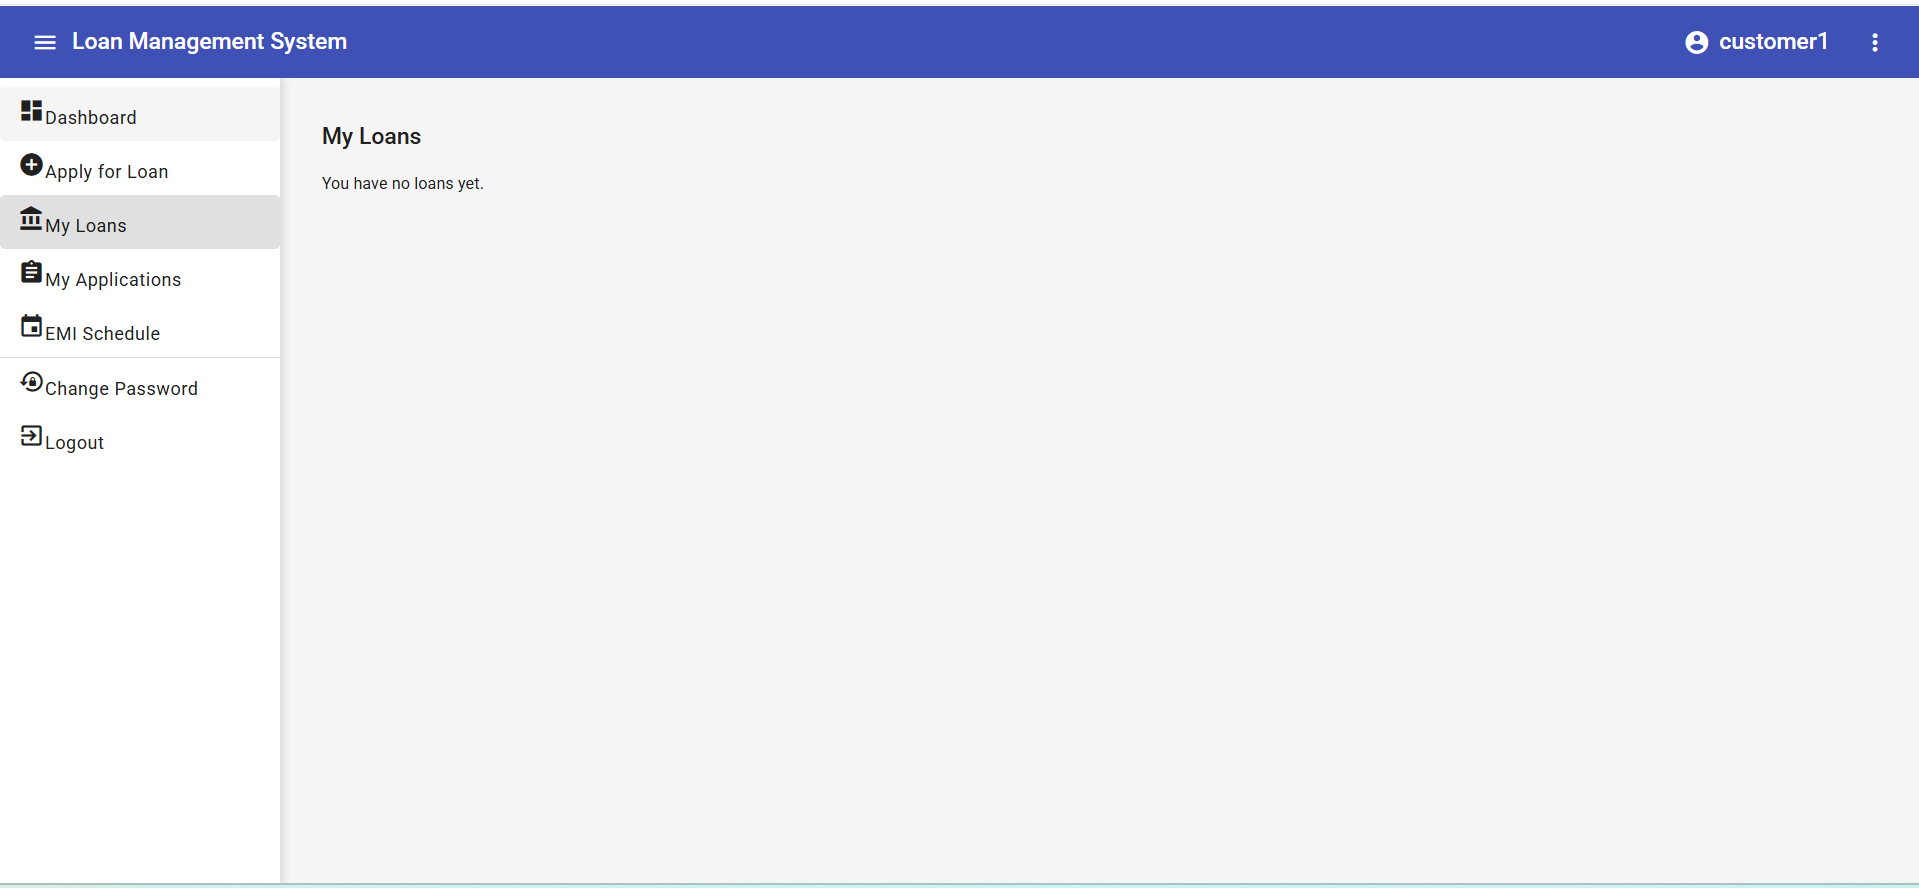 Loan Management System
customer1
Dashboard
Apply for Loan
My Loans
My Applications
EMI Schedule
Change Password
Logout
My Loans
You have no loans yet.